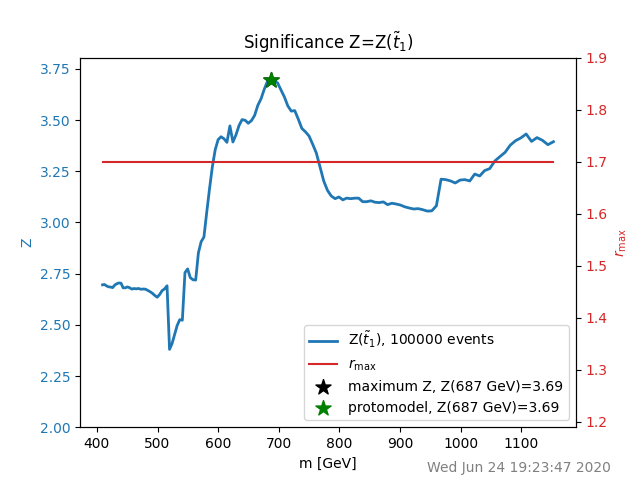 Significance Z=Z(t̃₁)
3.75
3.50
3.25
3.00
2.75
2.50
2.25
2.00
Z
1.9
1.8
1.7
1.6
1.5
1.4
1.3
1.2
r_max
Z(t̃₁), 100000 events
r_max
maximum Z, Z(687 GeV)=3.69
protomodel, Z(687 GeV)=3.69
400 500 600 700 800 900 1000 1100
m [GeV]
Wed Jun 24 19:23:47 2020